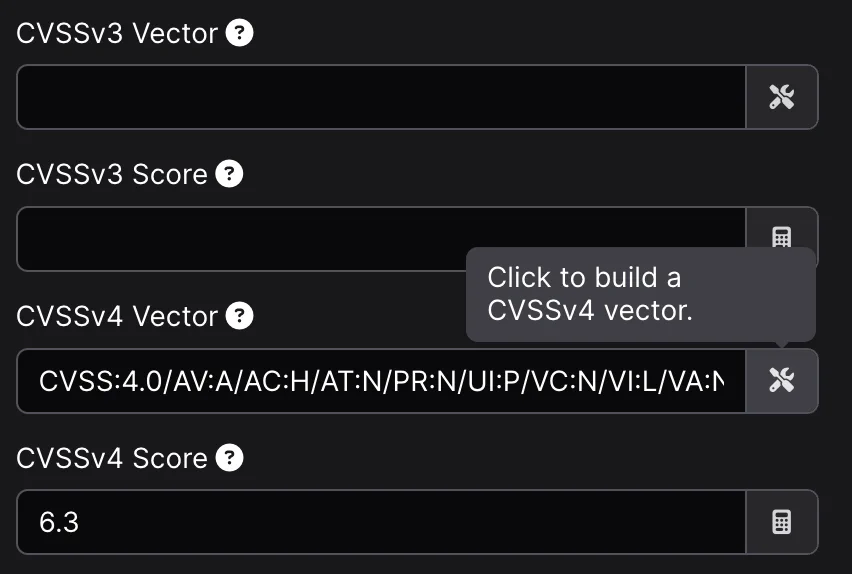 CVSSv3 Vector ?
CVSSv3 Score ?
Click to build a
CVSSv4 vector.
CVSSv4 Vector ?
CVSS:4.0/AV:A/AC:H/AT:N/PR:N/UI:P/VC:N/VI:L/VA:N
CVSSv4 Score ?
6.3